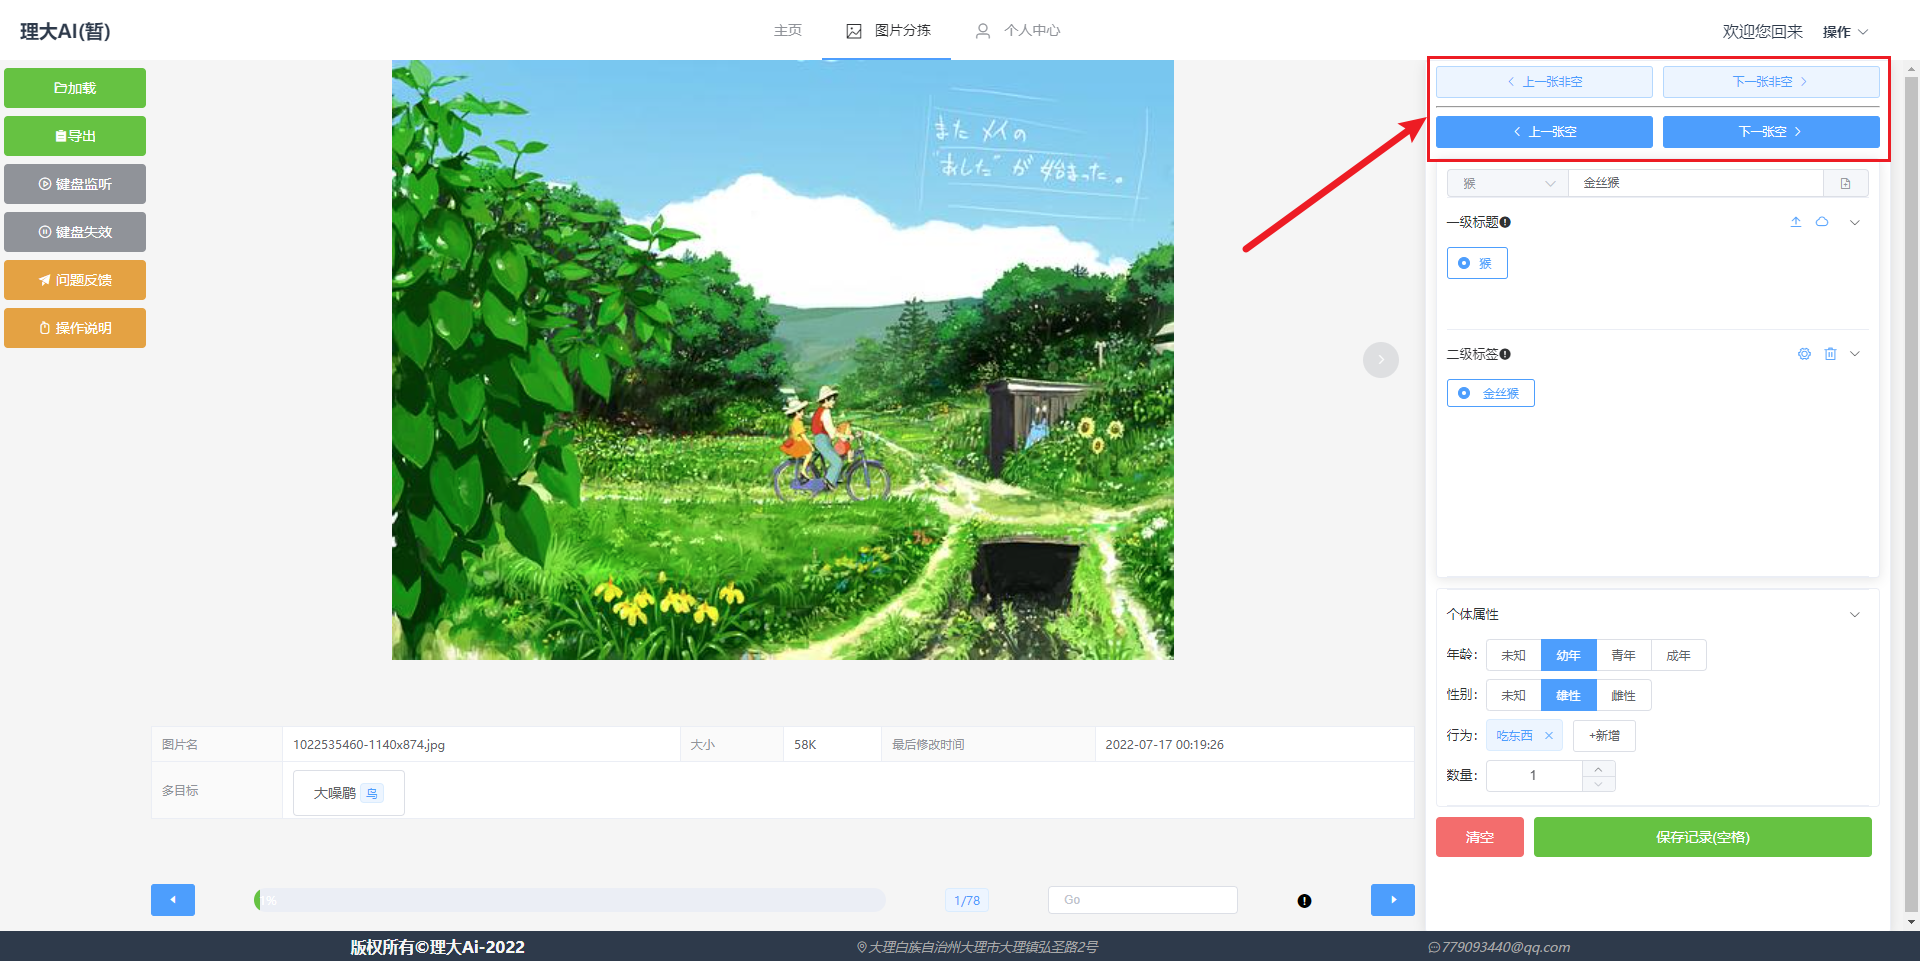 理大AI(暂)
主页
图片分拣
个人中心
欢迎您回来
操作
加载
导出
键盘监听
键盘失效
问题反馈
操作说明
また メイの
"あした" が 始まった。
上一张非空
下一张非空
上一张空
下一张空
猴
金丝猴
一级标题
猴
二级标签
金丝猴
个体属性
年龄: 未知 幼年 青年 成年
性别: 未知 雄性 雌性
行为: 吃东西 × +新增
数量: 1
清空
保存记录(空格)
图片名 1022535460-1140x874.jpg 大小 58K 最后修改时间 2022-07-17 00:19:26
多目标 大噪鹛 鸟
%
1/78
Go
版权所有©理大Ai-2022
大理白族自治州大理市大理镇弘圣路2号
779093440@qq.com